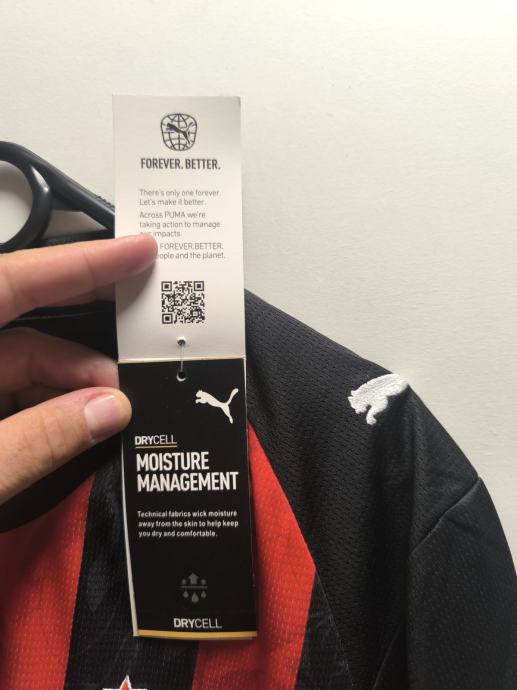 FOREVER. BETTER.
There's only one forever.
Let's make it better.
Across PUMA we're
taking action to manage
our impacts.
FOREVER.BETTER.
people and the planet.
DRYCELL
MOISTURE
MANAGEMENT
Technical fabrics wick moisture
away from the skin to help keep
you dry and comfortable.
DRYCELL